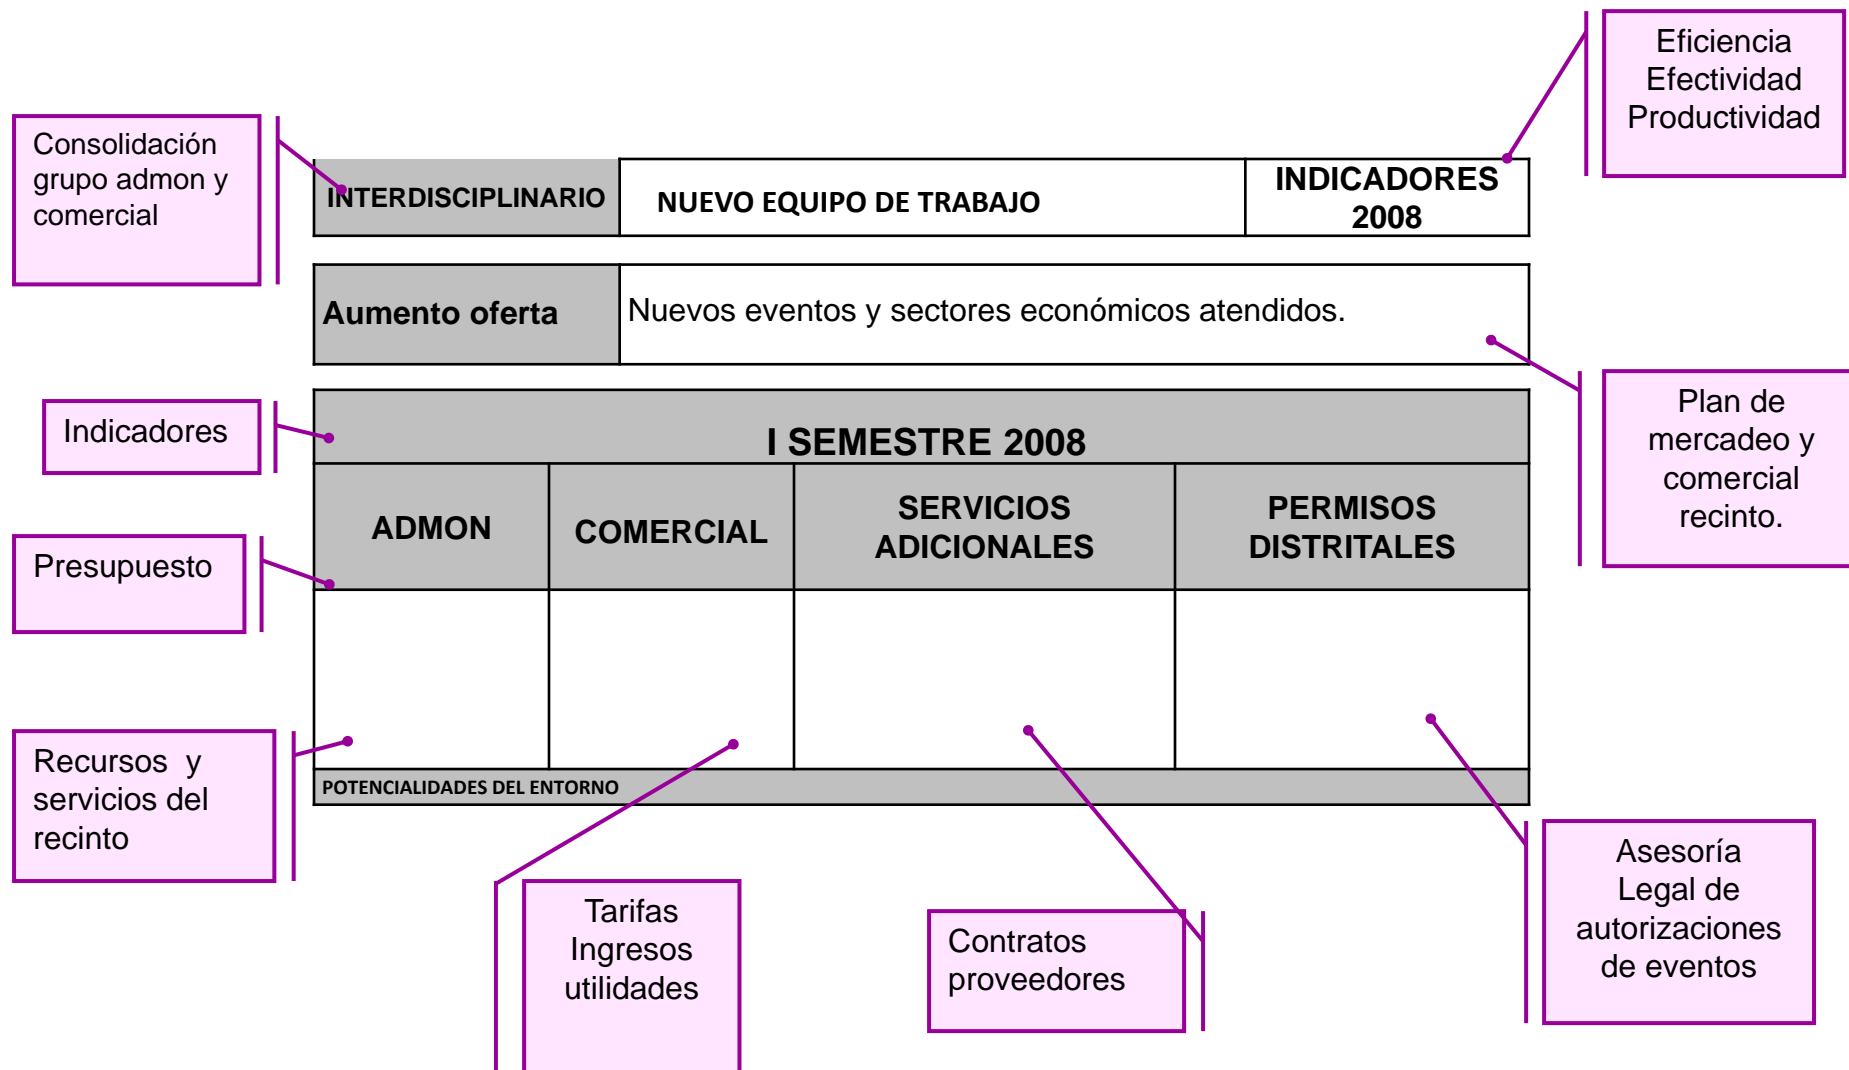 Eficiencia
Efectividad
Productividad
Consolidación
grupo admon y
comercial
INTERDISCIPLINARIO
NUEVO EQUIPO DE TRABAJO
INDICADORES
2008
Aumento oferta
Nuevos eventos y sectores económicos atendidos.
Plan de
mercadeo y
comercial
recinto.
Indicadores
I SEMESTRE 2008
ADMON
COMERCIAL
SERVICIOS
ADICIONALES
PERMISOS
DISTRITALES
Presupuesto
Recursos y
servicios del
recinto
POTENCIALIDADES DEL ENTORNO
Tarifas
Ingresos
utilidades
Contratos
proveedores
Asesoría
Legal de
autorizaciones
de eventos